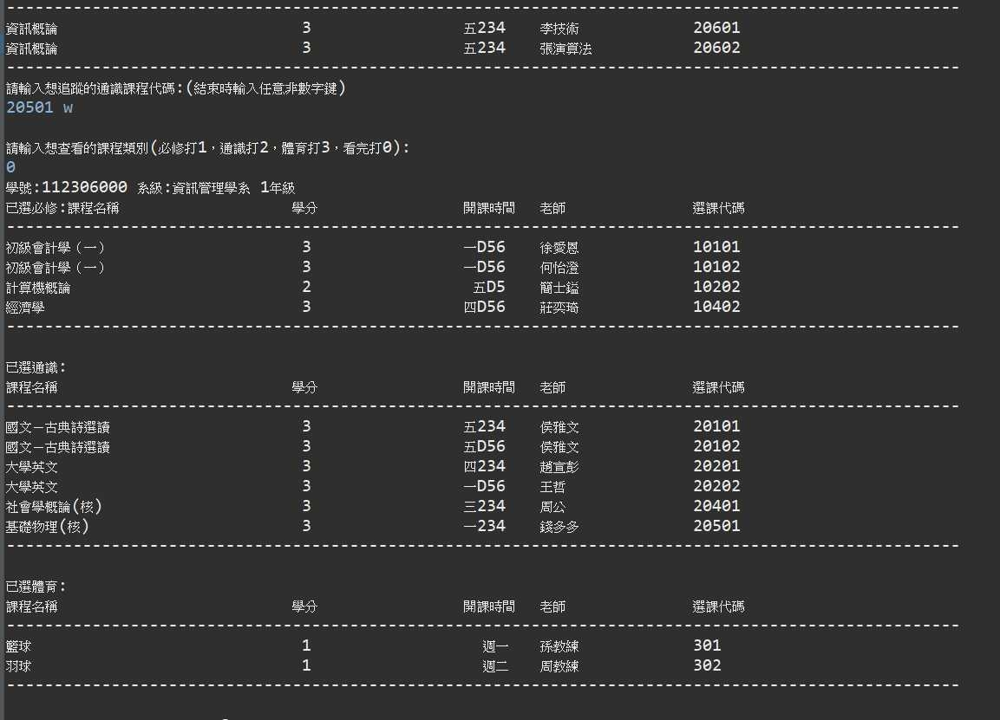 --------------------------------------------------------------------------------------------------
資訊概論 3 五234 李技術 20601
資訊概論 3 五234 張演算法 20602
--------------------------------------------------------------------------------------------------
請輸入想追蹤的通識課程代碼:(結束時輸入任意非數字鍵)
20501 w
請輸入想查看的課程類別(必修打1，通識打2，體育打3，看完打0):
0
學號:112306000 系級:資訊管理學系 1年級
已選必修:課程名稱 學分 開課時間 老師 選課代碼
--------------------------------------------------------------------------------------------------
初級會計學（一） 3 一D56 徐愛恩 10101
初級會計學（一） 3 一D56 何怡澄 10102
計算機概論 2 五D5 簡士鎰 10202
經濟學 3 四D56 莊奕琦 10402
--------------------------------------------------------------------------------------------------
已選通識:
課程名稱 學分 開課時間 老師 選課代碼
--------------------------------------------------------------------------------------------------
國文－古典詩選讀 3 五234 侯雅文 20101
國文－古典詩選讀 3 五D56 侯雅文 20102
大學英文 3 四234 趙宣彭 20201
大學英文 3 一D56 王哲 20202
社會學概論(核) 3 三234 周公 20401
基礎物理(核) 3 一234 錢多多 20501
--------------------------------------------------------------------------------------------------
已選體育:
課程名稱 學分 開課時間 老師 選課代碼
--------------------------------------------------------------------------------------------------
籃球 1 週一 孫教練 301
羽球 1 週二 周教練 302
--------------------------------------------------------------------------------------------------